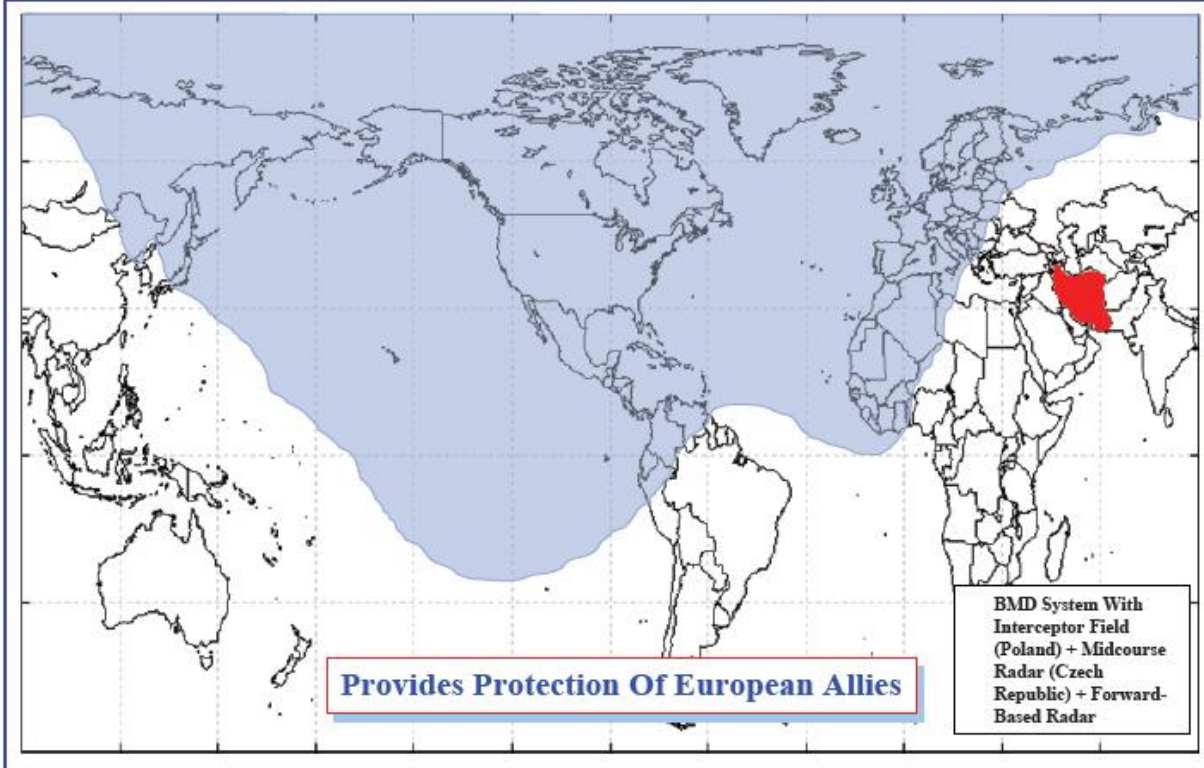 Provides Protection Of European Allies
BMD System With
Interceptor Field
(Poland) + Midcourse
Radar (Czech
Republic) + Forward-
Based Radar